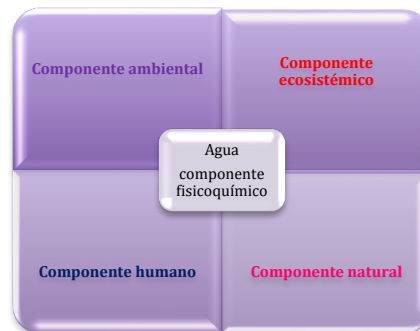 Componente ambiental
Componente
ecosistémico
Agua
componente
fisicoquímico
Componente humano
Componente natural